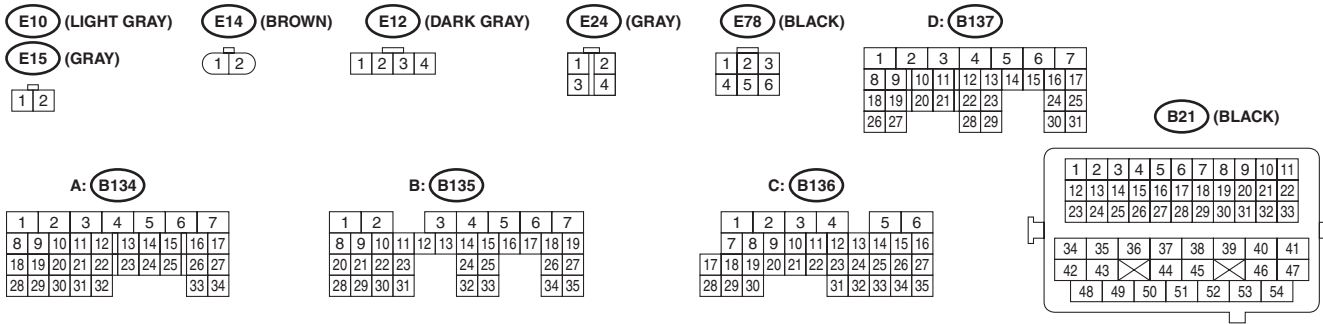 E10 (LIGHT GRAY) E14 (BROWN) E12 (DARK GRAY) E24 (GRAY) E78 (BLACK) D: B137
E15 (GRAY)
1 2
1 2
1 2 3 4
1 2
3 4
1 2 3
4 5 6
1 2 3 4 5 6 7
8 9 10 11 12 13 14 15 16 17
18 19 20 21 22 23 24 25
26 27 28 29 30 31
B21 (BLACK)
1 2 3 4 5 6 7 8 9 10 11
12 13 14 15 16 17 18 19 20 21 22
23 24 25 26 27 28 29 30 31 32 33
34 35 36 37 38 39 40 41
42 43 44 45 46 47
48 49 50 51 52 53 54
A: B134
1 2 3 4 5 6 7
8 9 10 11 12 13 14 15 16 17
18 19 20 21 22 23 24 25 26 27
28 29 30 31 32 33 34
B: B135
1 2 3 4 5 6 7
8 9 10 11 12 13 14 15 16 17 18 19
20 21 22 23 24 25 26 27
28 29 30 31 32 33 34 35
C: B136
1 2 3 4 5 6
7 8 9 10 11 12 13 14 15 16
17 18 19 20 21 22 23 24 25 26 27
28 29 30 31 32 33 34 35